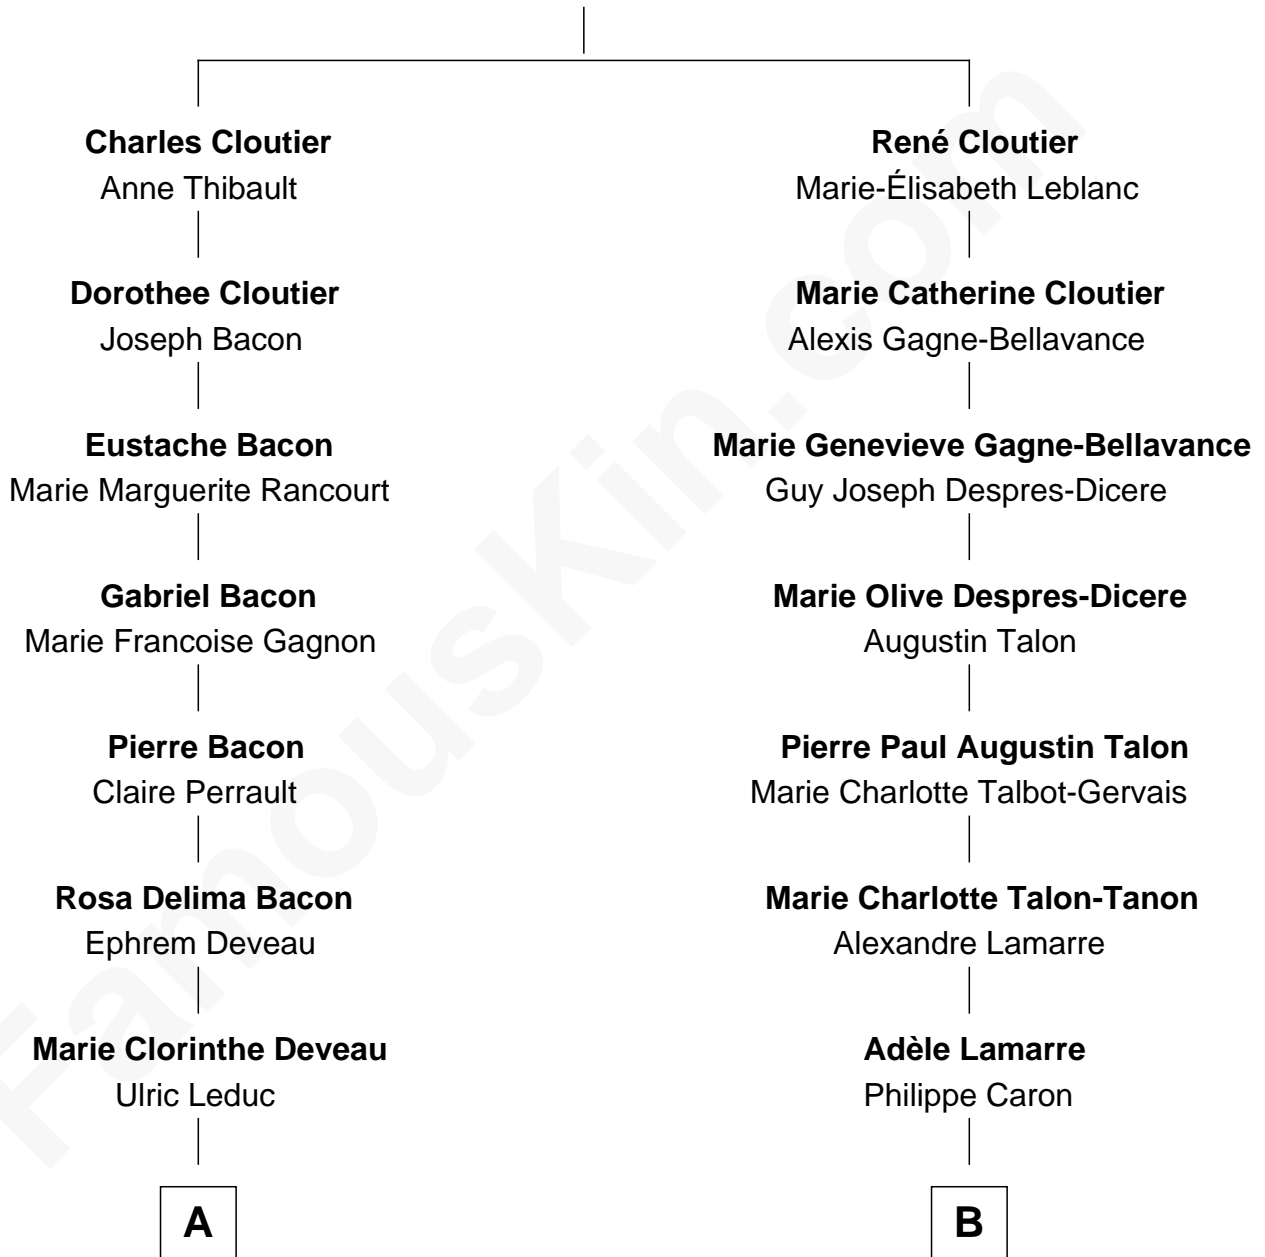 Charles Cloutier
Anne Thibault
Dorothee Cloutier
Joseph Bacon
Eustache Bacon
Marie Marguerite Rancourt
Gabriel Bacon
Marie Francoise Gagnon
Pierre Bacon
Claire Perrault
Rosa Delima Bacon
Ephrem Deveau
Marie Clorinthe Deveau
Ulric Leduc
A
René Cloutier
Marie-Élisabeth Leblanc
Marie Catherine Cloutier
Alexis Gagne-Bellavance
Marie Genevieve Gagne-Bellavance
Guy Joseph Despres-Dicere
Marie Olive Despres-Dicere
Augustin Talon
Pierre Paul Augustin Talon
Marie Charlotte Talbot-Gervais
Marie Charlotte Talon-Tanon
Alexandre Lamarre
Adèle Lamarre
Philippe Caron
B
FamousKin.com